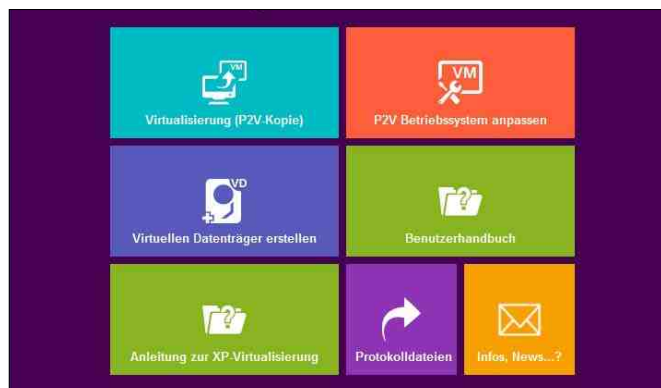 VM
VM
Virtualisierung (P2V-Kopie)
P2V Betriebssystem anpassen
VD
Virtuellen Datenträger erstellen
Benutzerhandbuch
Anleitung zur XP-Virtualisierung
Protokolldateien
Infos, News...?